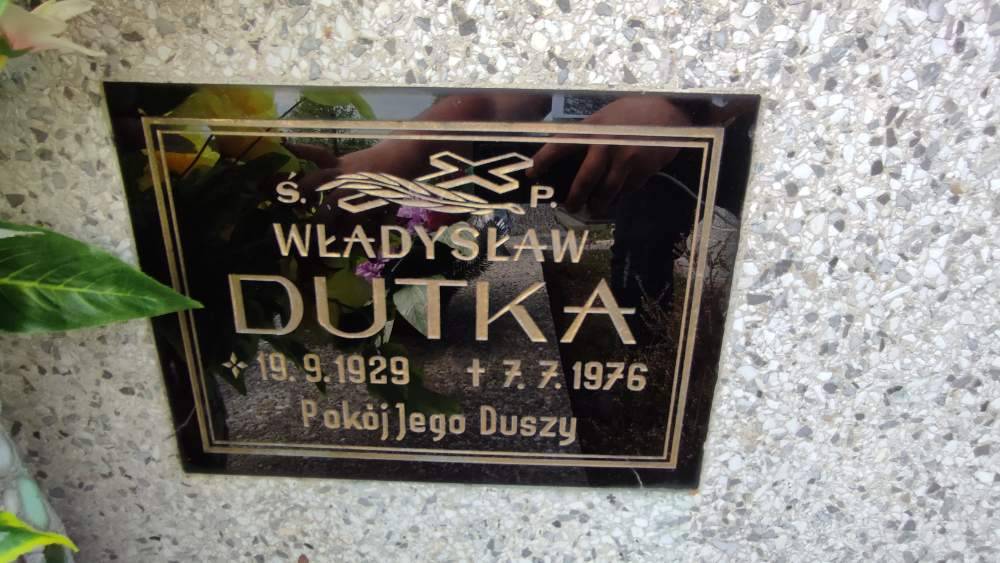 Ś. P.
WŁADYSŁAW
DUTKA
19.9.1929 † 7.7.1976
Pokój Jego Duszy